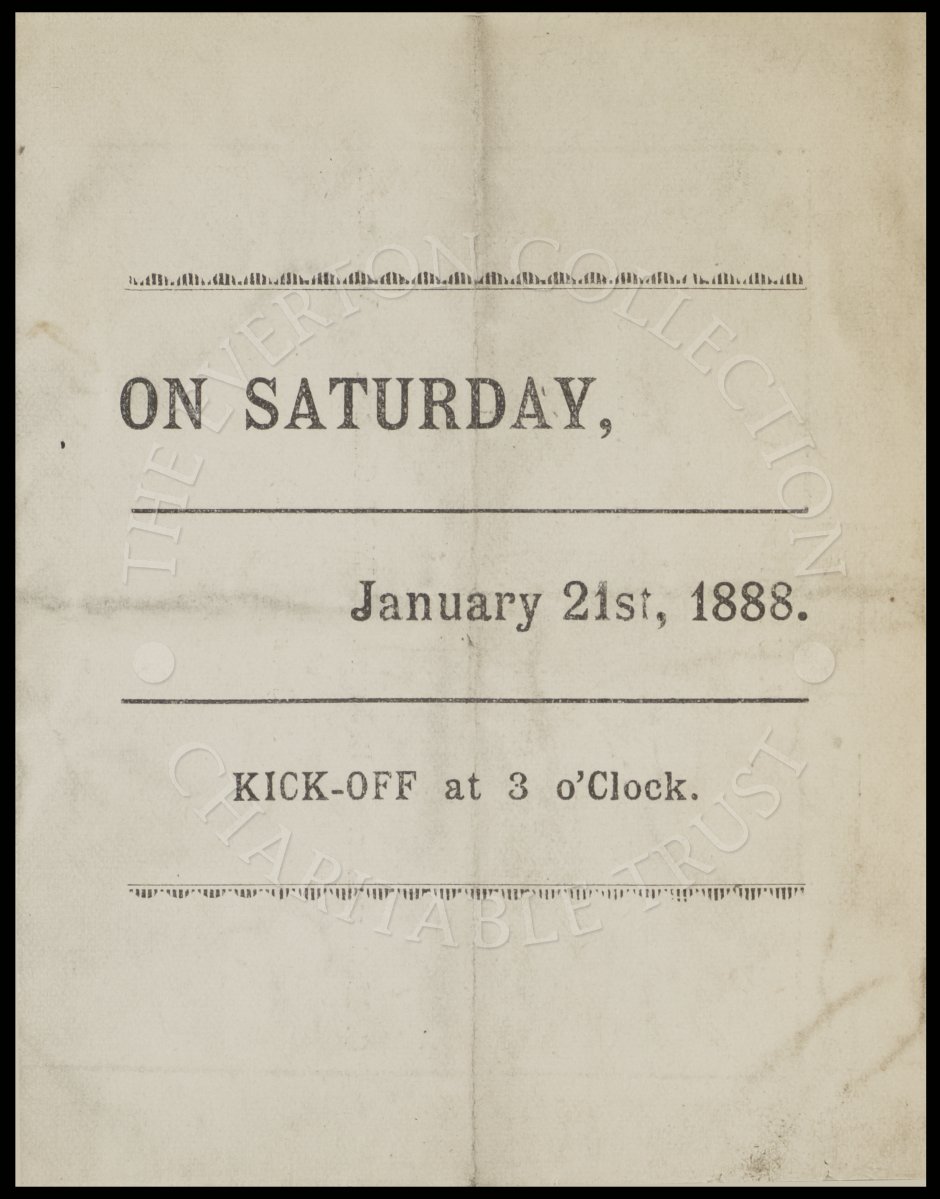 ON SATURDAY,
January 21st, 1888.
KICK-OFF at 3 o'Clock.
THE EVERTON COLLECTION
CHARITABLE TRUST